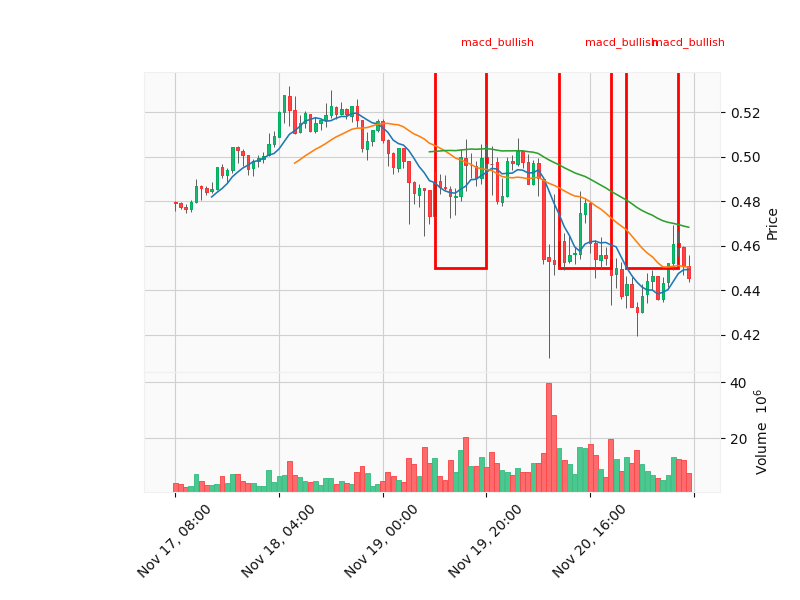 macd_bullish
macd_bullish
macd_bullish
0.52
0.50
0.48
0.46
0.44
0.42
Price
40
20
Volume 10^6
Nov 17, 08:00
Nov 18, 04:00
Nov 19, 00:00
Nov 19, 20:00
Nov 20, 16:00